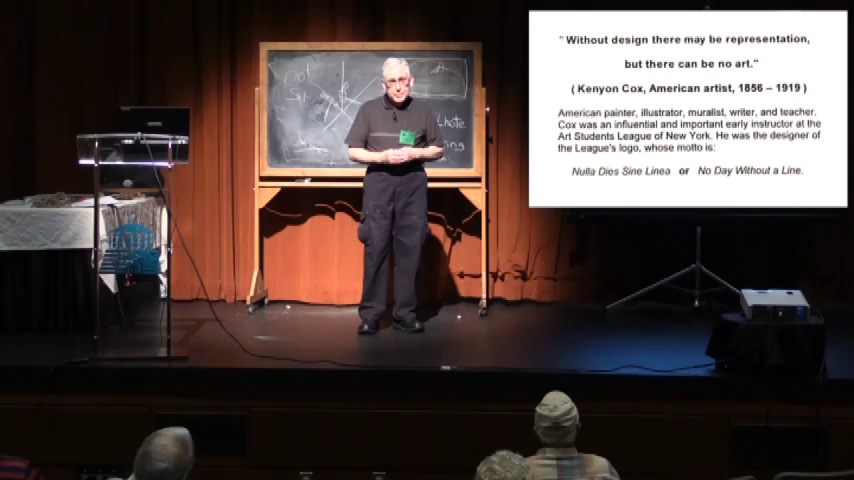 " Without design there may be representation,
but there can be no art."
( Kenyon Cox, American artist, 1856 – 1919 )
American painter, illustrator, muralist, writer, and teacher.
Cox was an influential and important early instructor at the
Art Students League of New York. He was the designer of
the League's logo, whose motto is:
Nulla Dies Sine Linea or No Day Without a Line.
Lhote